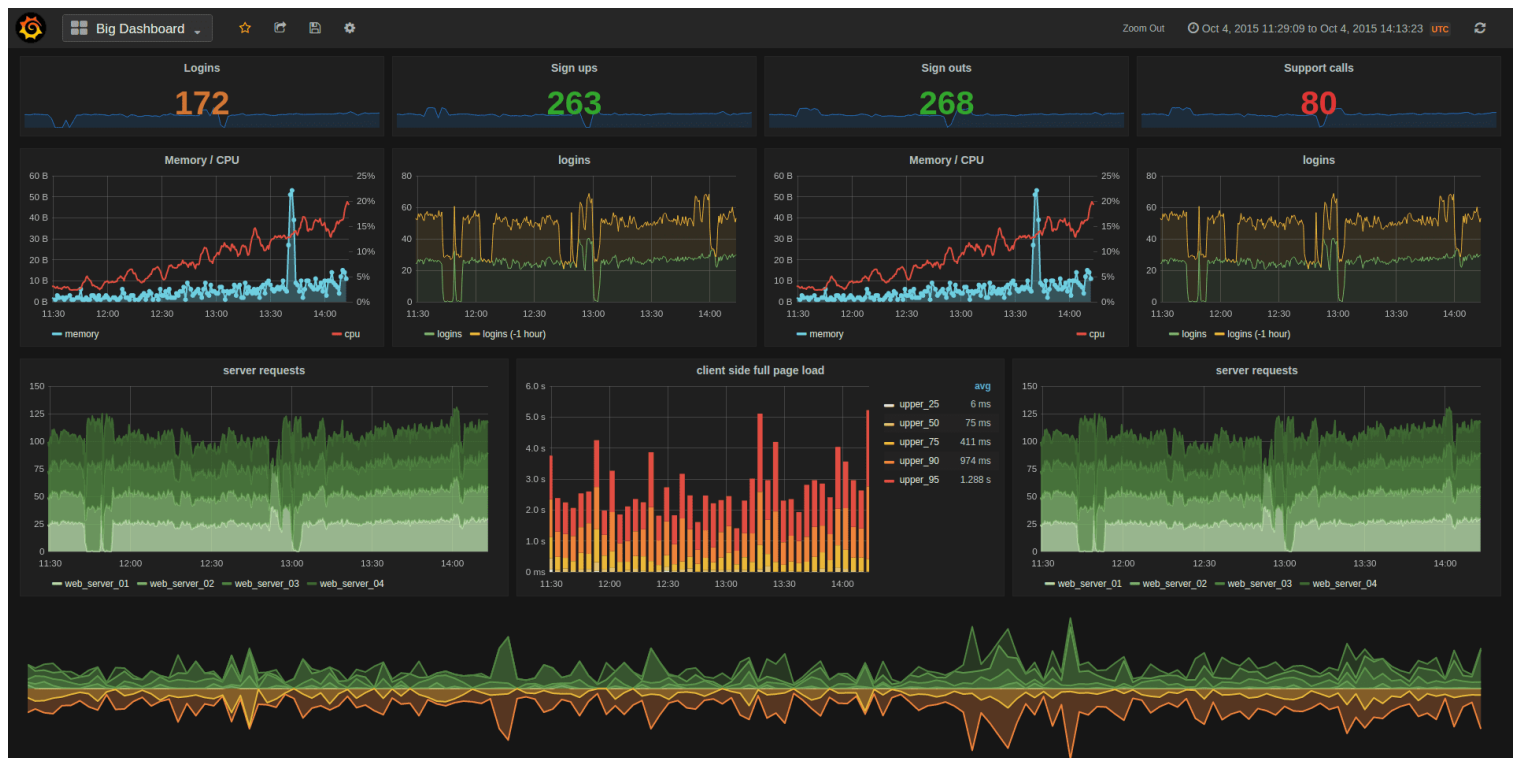 Big Dashboard
Zoom Out Oct 4, 2015 11:29:09 to Oct 4, 2015 14:13:23 UTC
Logins
172
Sign ups
263
Sign outs
268
Support calls
80
Memory / CPU
60 B 25%
50 B 20%
40 B
30 B 15%
20 B 10%
10 B 5%
0 B 0%
11:30 12:00 12:30 13:00 13:30 14:00
memory cpu
logins
80
60
40
20
0
11:30 12:00 12:30 13:00 13:30 14:00
logins logins (-1 hour)
Memory / CPU
60 B 25%
50 B 20%
40 B
30 B 15%
20 B 10%
10 B 5%
0 B 0%
11:30 12:00 12:30 13:00 13:30 14:00
memory cpu
logins
80
60
40
20
0
11:30 12:00 12:30 13:00 13:30 14:00
logins logins (-1 hour)
server requests
150
125
100
75
50
25
0
11:30 12:00 12:30 13:00 13:30 14:00
web_server_01 web_server_02 web_server_03 web_server_04
client side full page load
6.0 s
5.0 s
4.0 s
3.0 s
2.0 s
1.0 s
0 ms
11:30 12:00 12:30 13:00 13:30 14:00
avg
upper_25 6 ms
upper_50 75 ms
upper_75 411 ms
upper_90 974 ms
upper_95 1.288 s
server requests
150
125
100
75
50
25
0
11:30 12:00 12:30 13:00 13:30 14:00
web_server_01 web_server_02 web_server_03 web_server_04